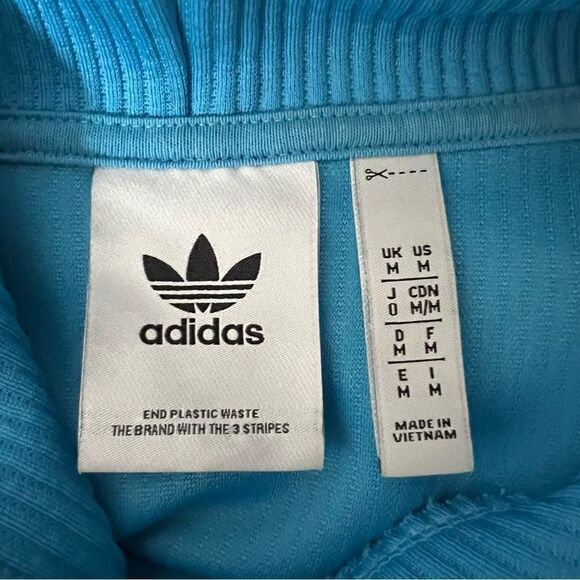 adidas
END PLASTIC WASTE
THE BRAND WITH THE 3 STRIPES
UK US
M M
J CDN
O M/M
D F
M M
E I
M M
MADE IN
VIETNAM